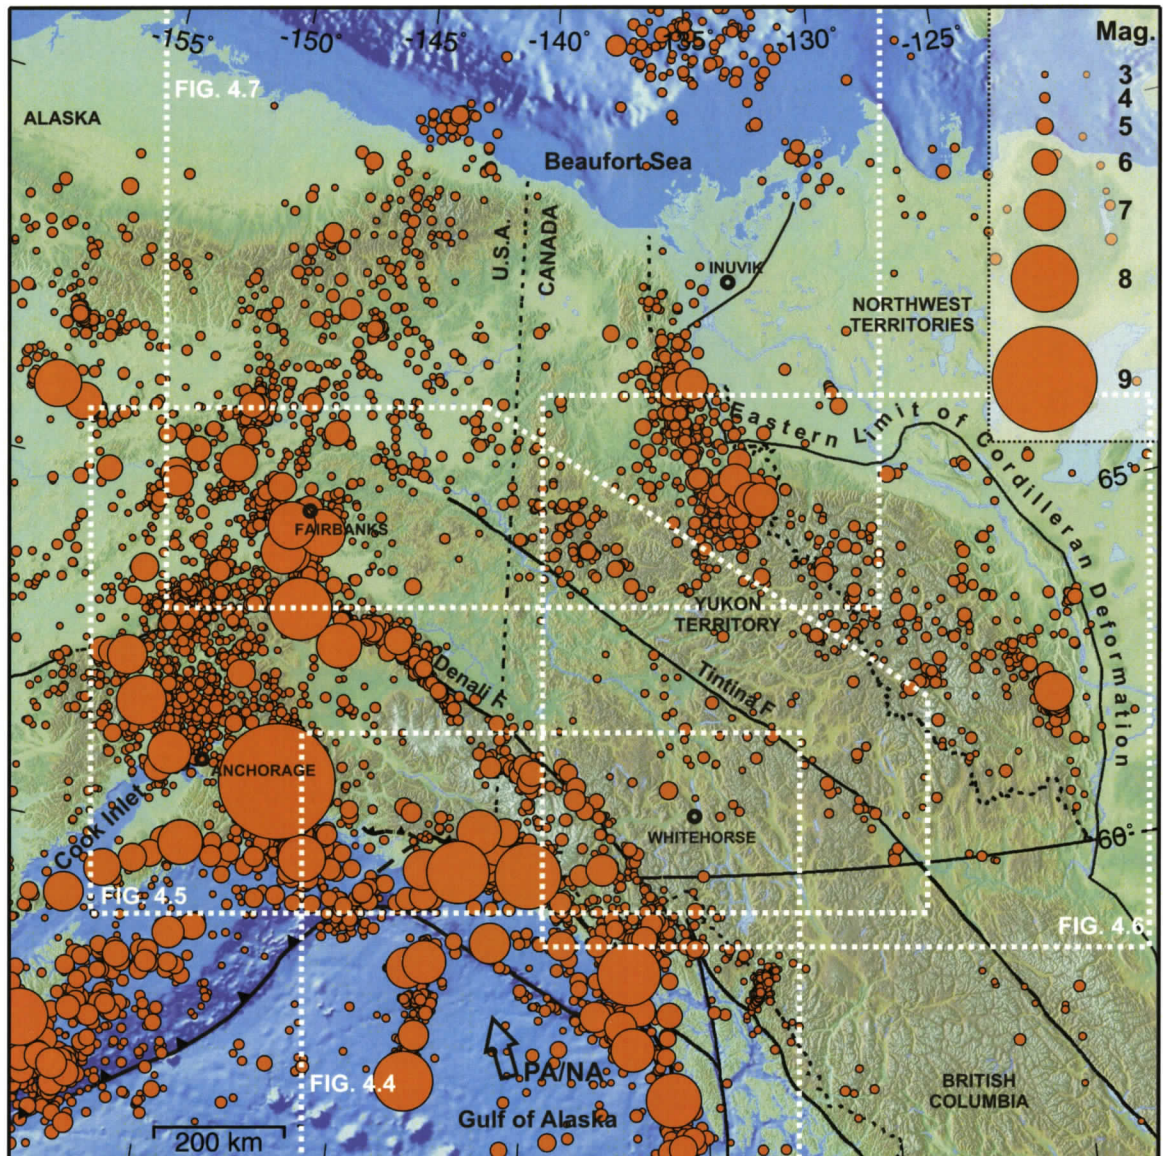 -155°
-150°
-145°
-140°
-135°
-130°
-125°
Mag.
3
4
5
6
7
8
9
FIG. 4.7
ALASKA
Beaufort Sea
U.S.A.
CANADA
INUVIK
NORTHWEST
TERRITORIES
Eastern Limit of Cordilleran Deformation
65°
FAIRBANKS
YUKON
TERRITORY
Denali F
Tintina F
ANCHORAGE
WHITEHORSE
Cook Inlet
60°
FIG. 4.5
FIG. 4.6
FIG. 4.4
PA/NA
Gulf of Alaska
BRITISH
COLUMBIA
200 km